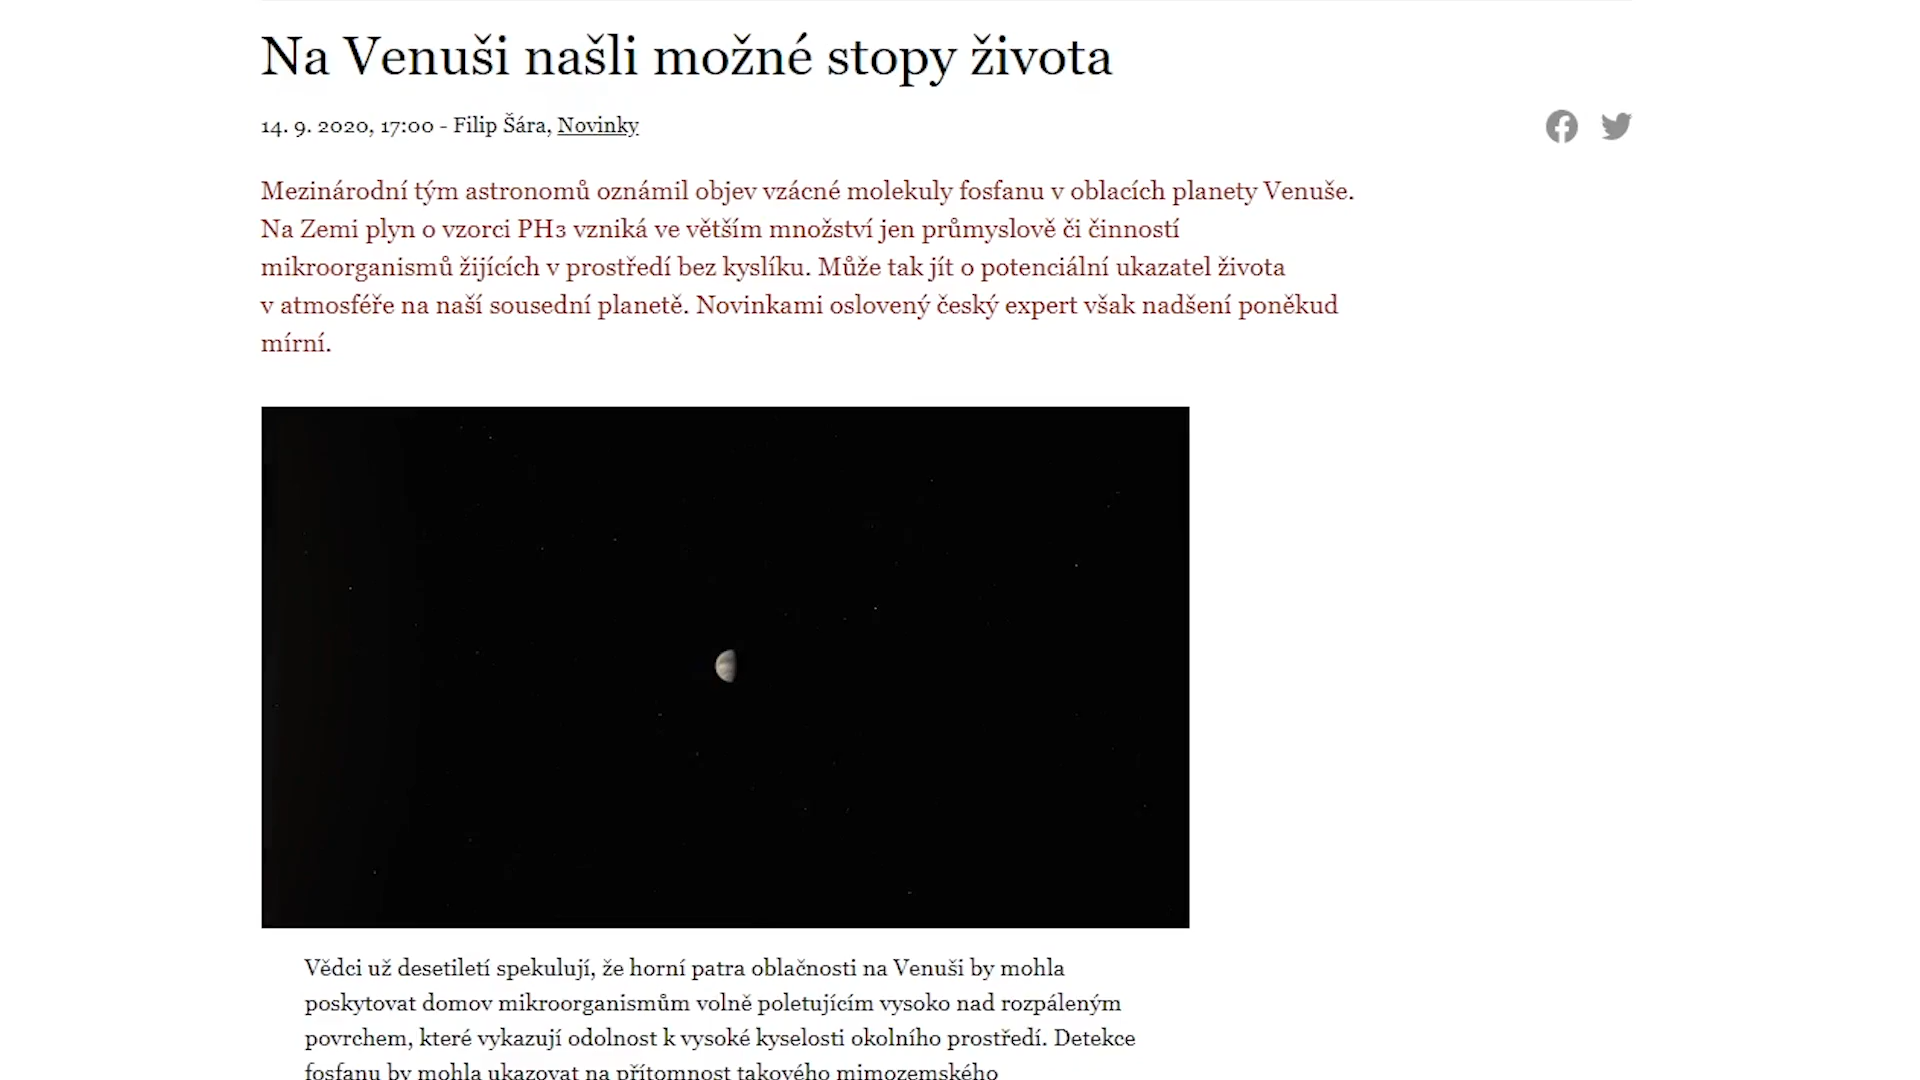 Na Venuši našli možné stopy života
14. 9. 2020, 17:00 - Filip Šára, Novinky
Mezinárodní tým astronomů oznámil objev vzácné molekuly fosfanu v oblacích planety Venuše.
Na Zemi plyn o vzorci PH3 vzniká ve větším množství jen průmyslově či činností
mikroorganismů žijících v prostředí bez kyslíku. Může tak jít o potenciální ukazatel života
v atmosféře na naší sousední planetě. Novinkami oslovený český expert však nadšení poněkud
mírní.
Vědci už desetiletí spekulují, že horní patra oblačnosti na Venuši by mohla
poskytovat domov mikroorganismům volně poletujícím vysoko nad rozpáleným
povrchem, které vykazují odolnost k vysoké kyselosti okolního prostředí. Detekce
fosfanu by mohla ukazovat na přítomnost takového mimozemského